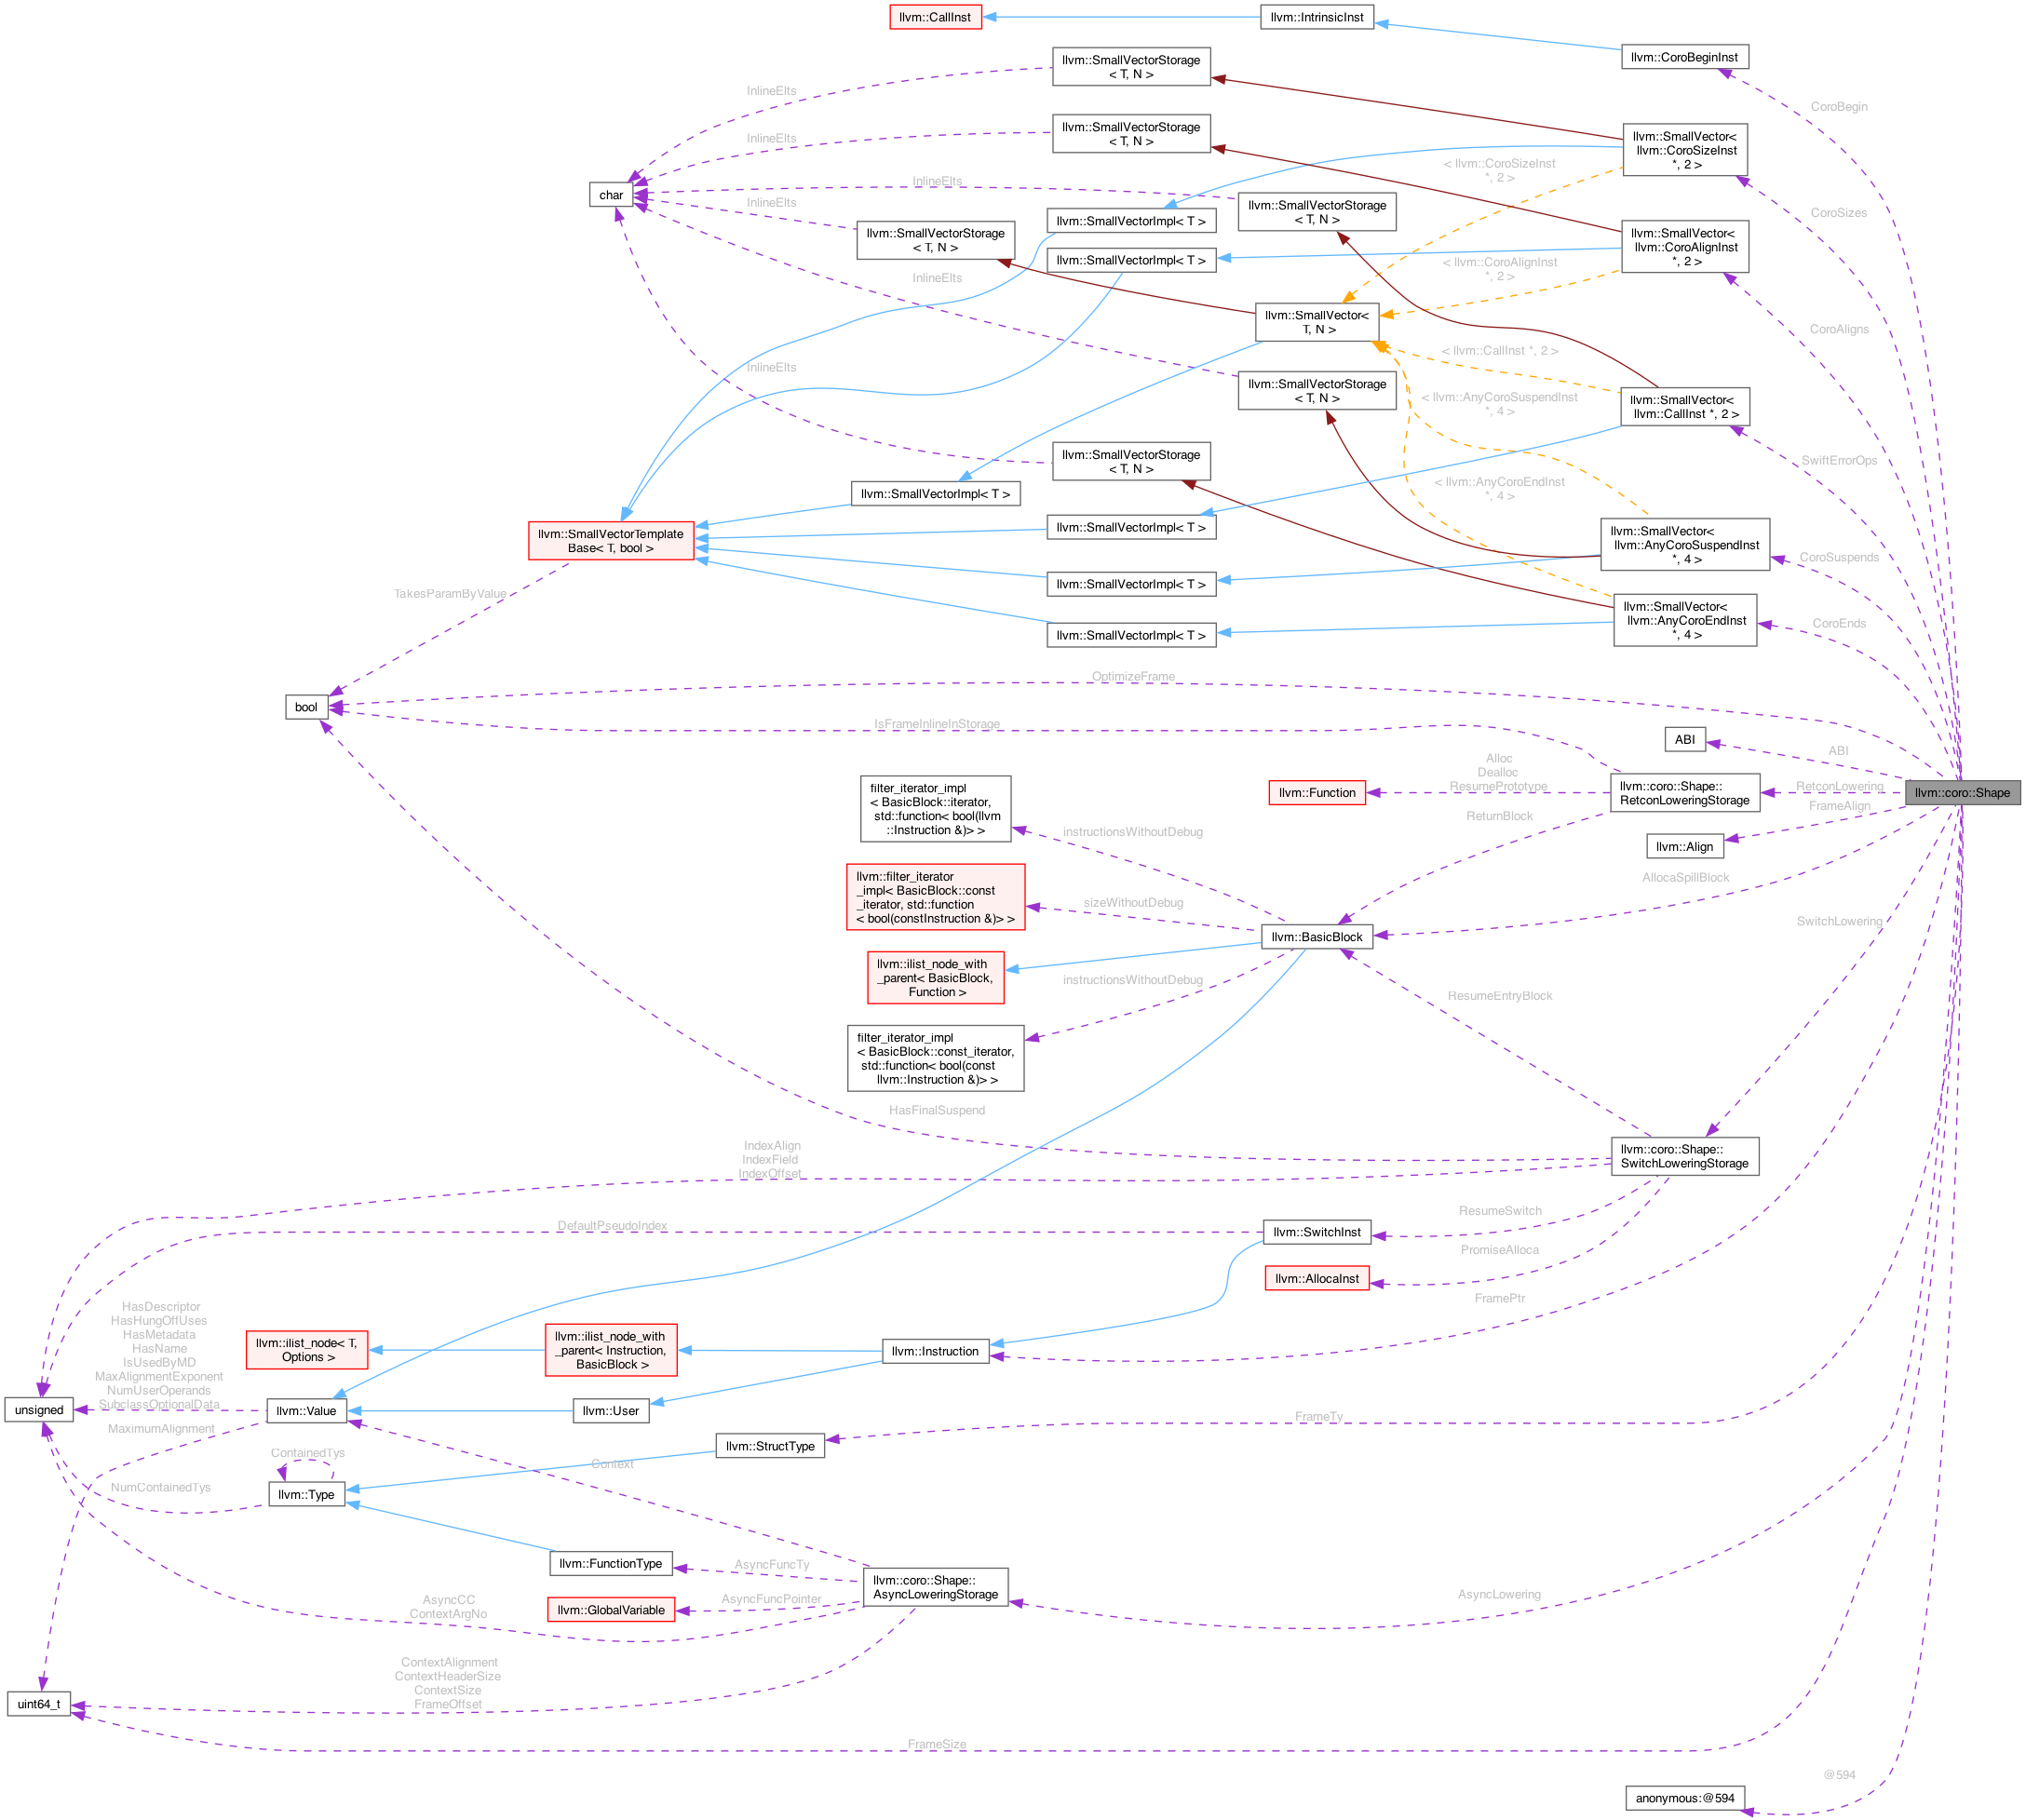 llvm::CallInst
llvm::IntrinsicInst
llvm::CoroBeginInst
llvm::SmallVectorStorage
< T, N >
InlineElts
CoroBegin
llvm::SmallVectorStorage
< T, N >
InlineElts
llvm::SmallVector<
llvm::CoroSizeInst
*, 2 >
< llvm::CoroSizeInst
*, 2 >
char
InlineElts
InlineElts
llvm::SmallVectorStorage
< T, N >
llvm::SmallVectorImpl< T >
CoroSizes
llvm::SmallVectorStorage
< T, N >
llvm::SmallVector<
llvm::CoroAlignInst
*, 2 >
llvm::SmallVectorImpl< T >
< llvm::CoroAlignInst
*, 2 >
InlineElts
llvm::SmallVector<
T, N >
CoroAligns
< llvm::CallInst *, 2 >
InlineElts
llvm::SmallVectorStorage
< T, N >
< llvm::AnyCoroSuspendInst
*, 4 >
llvm::SmallVector<
llvm::CallInst *, 2 >
llvm::SmallVectorStorage
< T, N >
SwiftErrorOps
< llvm::AnyCoroEndInst
*, 4 >
llvm::SmallVectorImpl< T >
llvm::SmallVectorTemplate
Base< T, bool >
llvm::SmallVectorImpl< T >
llvm::SmallVector<
llvm::AnyCoroSuspendInst
*, 4 >
CoroSuspends
llvm::SmallVectorImpl< T >
TakesParamByValue
llvm::SmallVector<
llvm::AnyCoroEndInst
*, 4 >
CoroEnds
llvm::SmallVectorImpl< T >
OptimizeFrame
bool
IsFrameInlineInStorage
ABI
ABI
Alloc
Dealloc
ResumePrototype
llvm::Function
llvm::coro::Shape::
RetconLoweringStorage
RetconLowering
llvm::coro::Shape
FrameAlign
filter_iterator_impl
< BasicBlock::iterator,
std::function< bool(llvm
::Instruction &)> >
instructionsWithoutDebug
ReturnBlock
llvm::Align
AllocaSpillBlock
llvm::filter_iterator
_impl< BasicBlock::const
_iterator, std::function
< bool(constInstruction &)> >
sizeWithoutDebug
SwitchLowering
llvm::BasicBlock
llvm::ilist_node_with
_parent< BasicBlock,
Function >
instructionsWithoutDebug
ResumeEntryBlock
filter_iterator_impl
< BasicBlock::const_iterator,
std::function< bool(const
llvm::Instruction &)> >
HasFinalSuspend
IndexAlign
IndexField
IndexOffset
llvm::coro::Shape::
SwitchLoweringStorage
DefaultPseudoIndex
llvm::SwitchInst
ResumeSwitch
PromiseAlloca
llvm::AllocaInst
FramePtr
HasDescriptor
HasHungOffUses
HasMetadata
HasName
IsUsedByMD
MaxAlignmentExponent
NumUserOperands
SubclassOptionalData
llvm::ilist_node< T,
Options >
llvm::ilist_node_with
_parent< Instruction,
BasicBlock >
llvm::Instruction
unsigned
llvm::Value
llvm::User
FrameTy
MaximumAlignment
ContainedTys
llvm::StructType
Context
NumContainedTys
llvm::Type
llvm::FunctionType
AsyncFuncTy
llvm::coro::Shape::
AsyncLoweringStorage
AsyncLowering
AsyncCC
ContextArgNo
llvm::GlobalVariable
AsyncFuncPointer
ContextAlignment
ContextHeaderSize
ContextSize
FrameOffset
uint64_t
FrameSize
@594
anonymous:@594